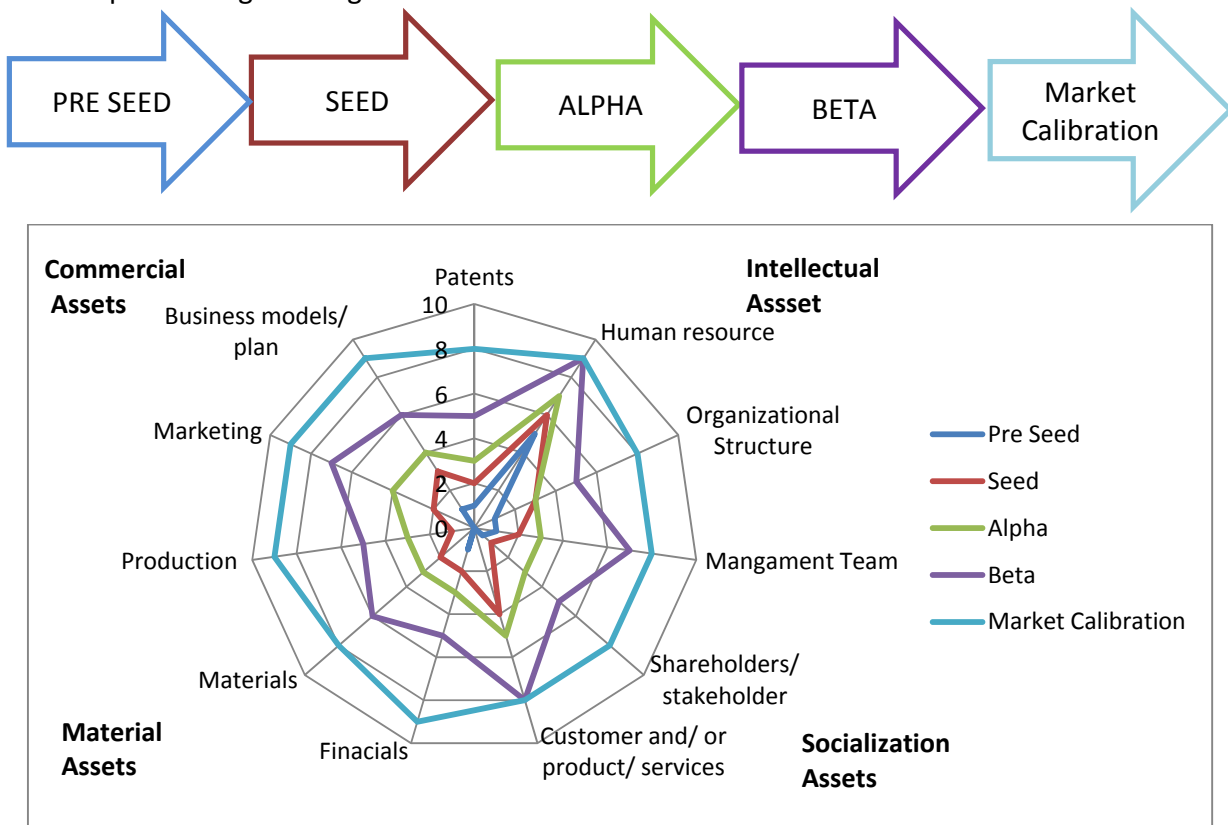 PRE SEED
SEED
ALPHA
BETA
Market
Calibration
Commercial
Assets
Intellectual
Assset
Patents
Business models/
plan
Human resource
Organizational
Structure
Marketing
Production
Mangament Team
Materials
Shareholders/
stakeholder
Finacials
Customer and/ or
product/ services
Material
Assets
Socialization
Assets
10
8
6
4
2
0
Pre Seed
Seed
Alpha
Beta
Market Calibration